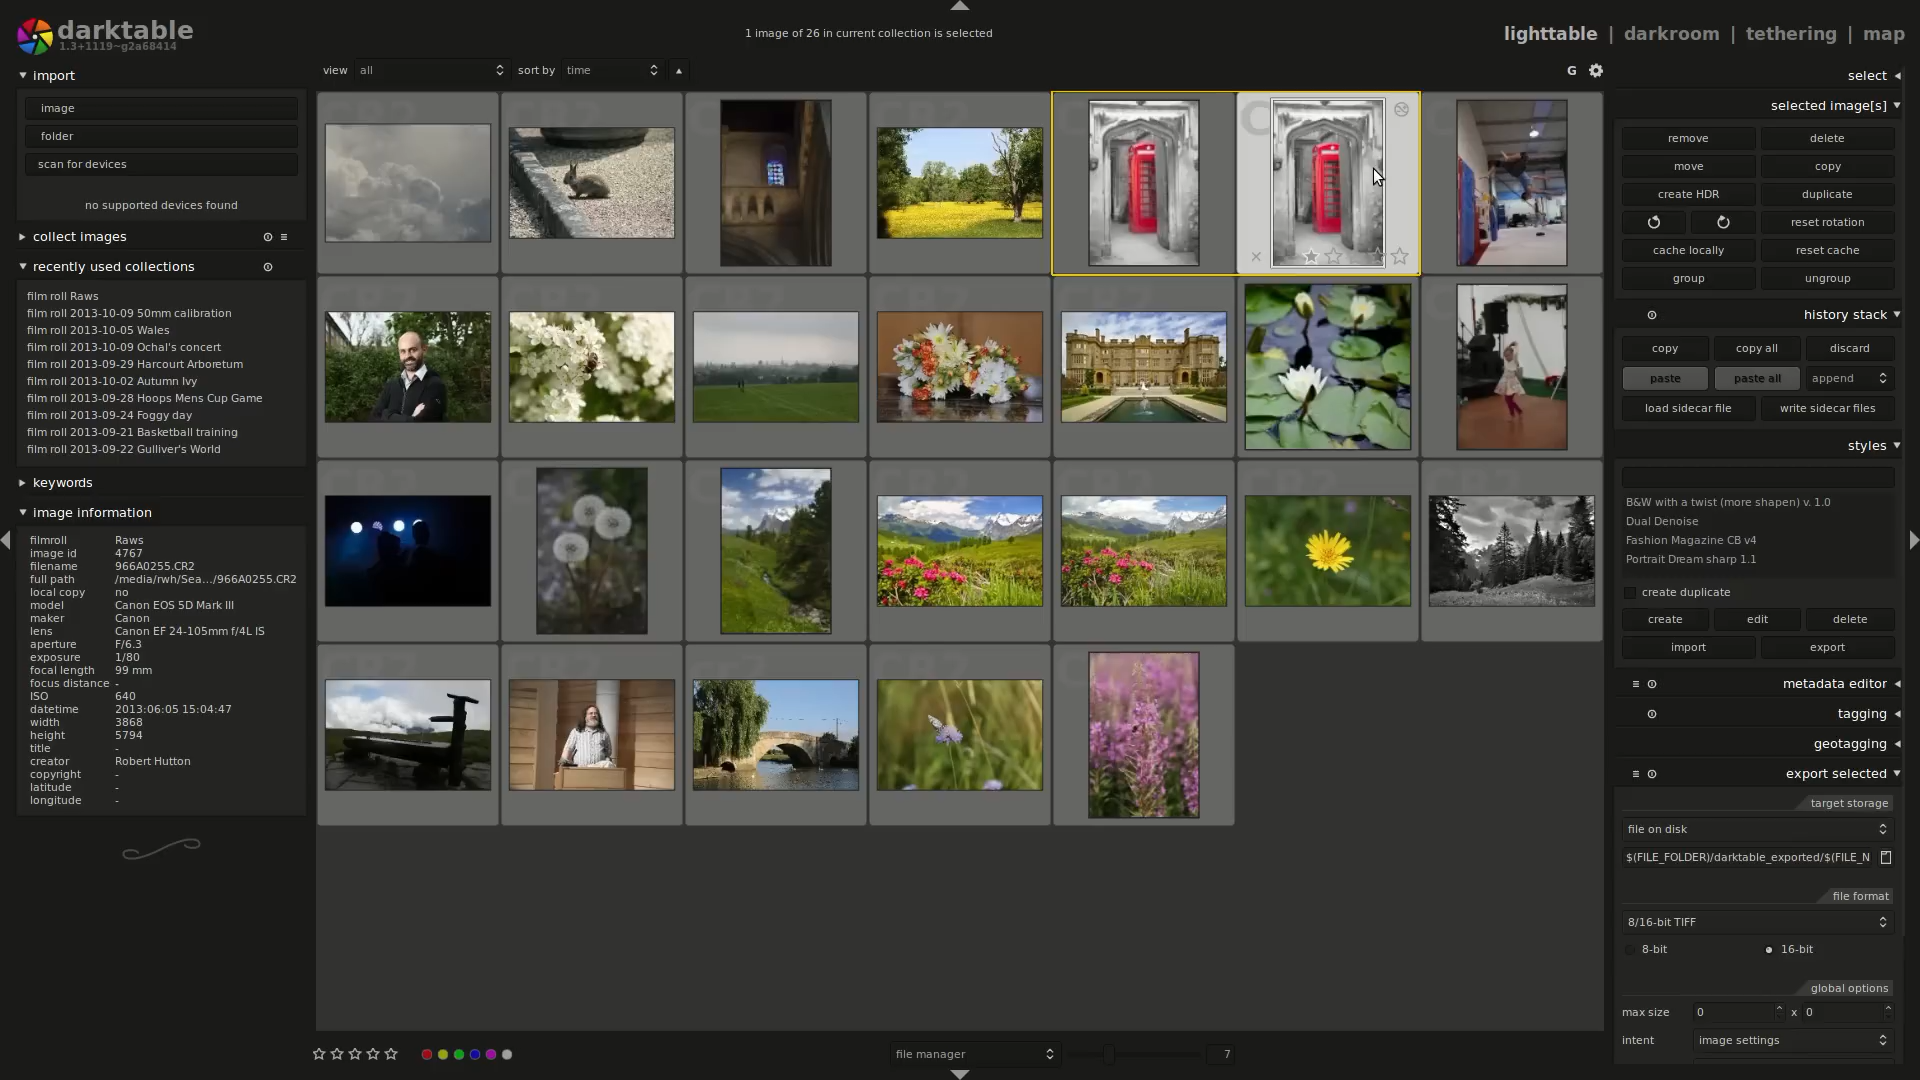 darktable
1.3+1119~g2a68414
1 image of 26 in current collection is selected
lighttable | darkroom | tethering | map
import
image
folder
scan for devices
no supported devices found
collect images
recently used collections
film roll Raws
film roll 2013-10-09 50mm calibration
film roll 2013-10-05 Wales
film roll 2013-10-09 Ochal's concert
film roll 2013-09-29 Harcourt Arboretum
film roll 2013-10-02 Autumn Ivy
film roll 2013-09-28 Hoops Mens Cup Game
film roll 2013-09-24 Foggy day
film roll 2013-09-21 Basketball training
film roll 2013-09-22 Gulliver's World
keywords
image information
filmroll Raws
image id 4767
filename 966A0255.CR2
full path /media/rwh/Sea.../966A0255.CR2
local copy no
model Canon EOS 5D Mark III
maker Canon
lens Canon EF 24-105mm f/4L IS
aperture F/6.3
exposure 1/80
focal length 99 mm
focus distance -
ISO 640
datetime 2013:06:05 15:04:47
width 3868
height 5794
title -
creator Robert Hutton
copyright -
latitude -
longitude -
view all sort by time
G
file manager 7
select
selected image[s]
remove delete
move copy
create HDR duplicate
reset rotation
cache locally reset cache
group ungroup
history stack
copy copy all discard
paste paste all append
load sidecar file write sidecar files
styles
B&W with a twist (more shapen) v. 1.0
Dual Denoise
Fashion Magazine CB v4
Portrait Dream sharp 1.1
create duplicate
create edit delete
import export
metadata editor
tagging
geotagging
export selected
target storage
file on disk
$(FILE_FOLDER)/darktable_exported/$(FILE_N
file format
8/16-bit TIFF
8-bit 16-bit
global options
max size 0 x 0
intent image settings